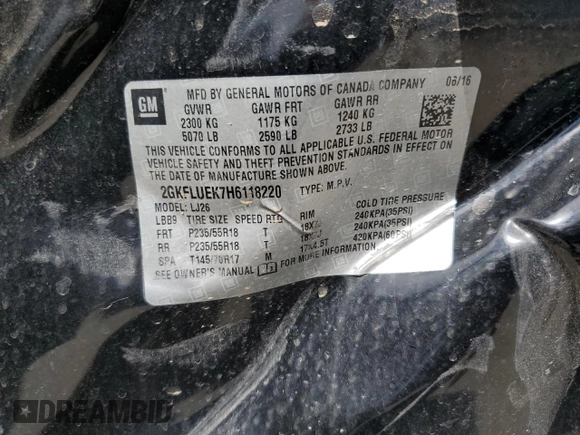 GM
MFD BY GENERAL MOTORS OF CANADA COMPANY 06/16
GVWR GAWR FRT GAWR RR
2300 KG 1175 KG 1240 KG
5070 LB 2590 LB 2733 LB
THIS VEHICLE CONFORMS TO ALL APPLICABLE U.S. FEDERAL MOTOR
VEHICLE SAFETY AND THEFT PREVENTION STANDARDS IN EFFECT ON
THE DATE OF MANUFACTURE SHOWN ABOVE.
2GKFLUEK7H6118220 TYPE: M.P.V.
MODEL: LJ26
LBB9 TIRE SIZE SPEED RTG RIM COLD TIRE PRESSURE
FRT P235/55R18 T 18X7J 240KPA(35PSI)
RR P235/55R18 T 18X7J 240KPA(35PSI)
SPA T145/70R17 M 17X4.5T 420KPA(60PSI)
SEE OWNER'S MANUAL FOR MORE INFORMATION
DREAMBID